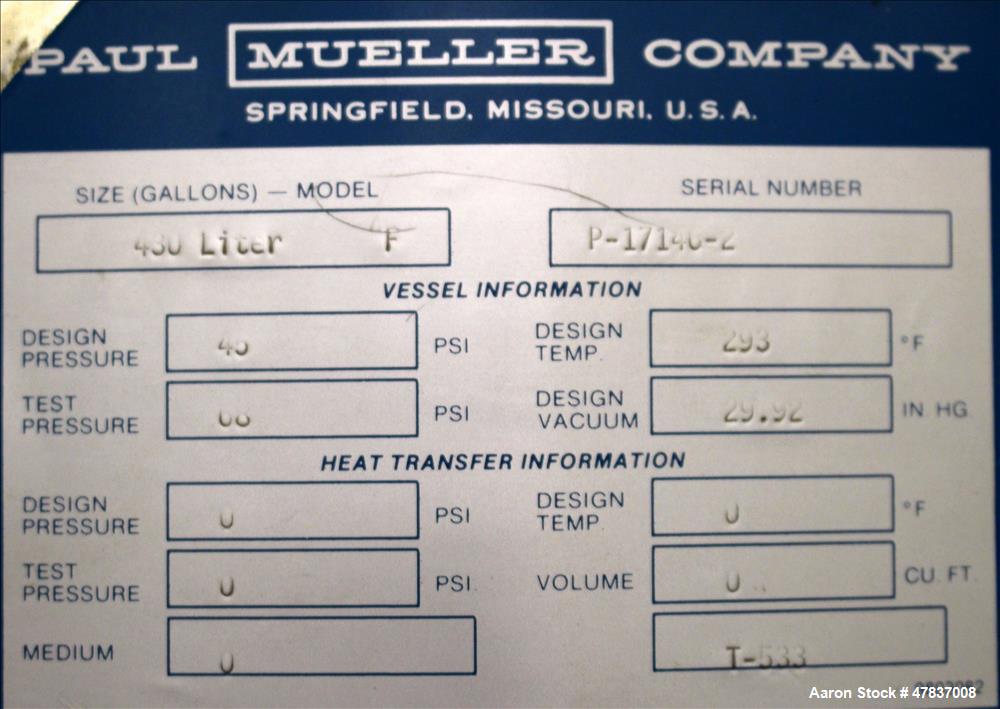 PAUL MUELLER COMPANY
SPRINGFIELD, MISSOURI, U.S.A.
SIZE (GALLONS) — MODEL SERIAL NUMBER
430 Liter F P-17140-2
VESSEL INFORMATION
DESIGN PRESSURE 45 PSI DESIGN TEMP. 293 °F
TEST PRESSURE PSI DESIGN VACUUM 29.92 IN. HG.
HEAT TRANSFER INFORMATION
DESIGN PRESSURE 0 PSI DESIGN TEMP. 0 °F
TEST PRESSURE 0 PSI. VOLUME 0 CU. FT.
MEDIUM 0 T-533
Aaron Stock # 47837008